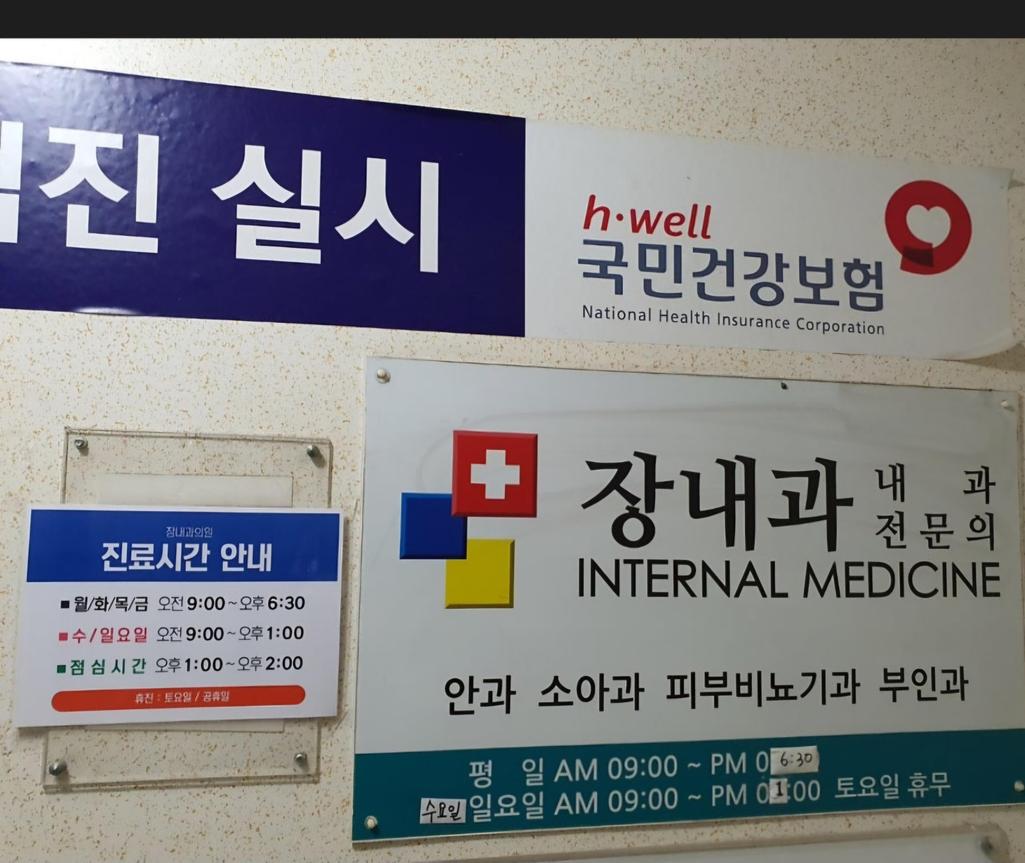 진 실시
h·well
국민건강보험
National Health Insurance Corporation
장내과의원
진료시간 안내
■ 월/화/목/금 오전 9:00 ~ 오후 6:30
■ 수/일요일 오전 9:00 ~ 오후 1:00
■ 점심시간 오후 1:00 ~ 오후 2:00
휴진 : 토요일 / 공휴일
장내과 내과
전문의
INTERNAL MEDICINE
안과 소아과 피부비뇨기과 부인과
평 일 AM 09:00 ~ PM 0 6:30
수요일 일요일 AM 09:00 ~ PM 01:00 토요일 휴무